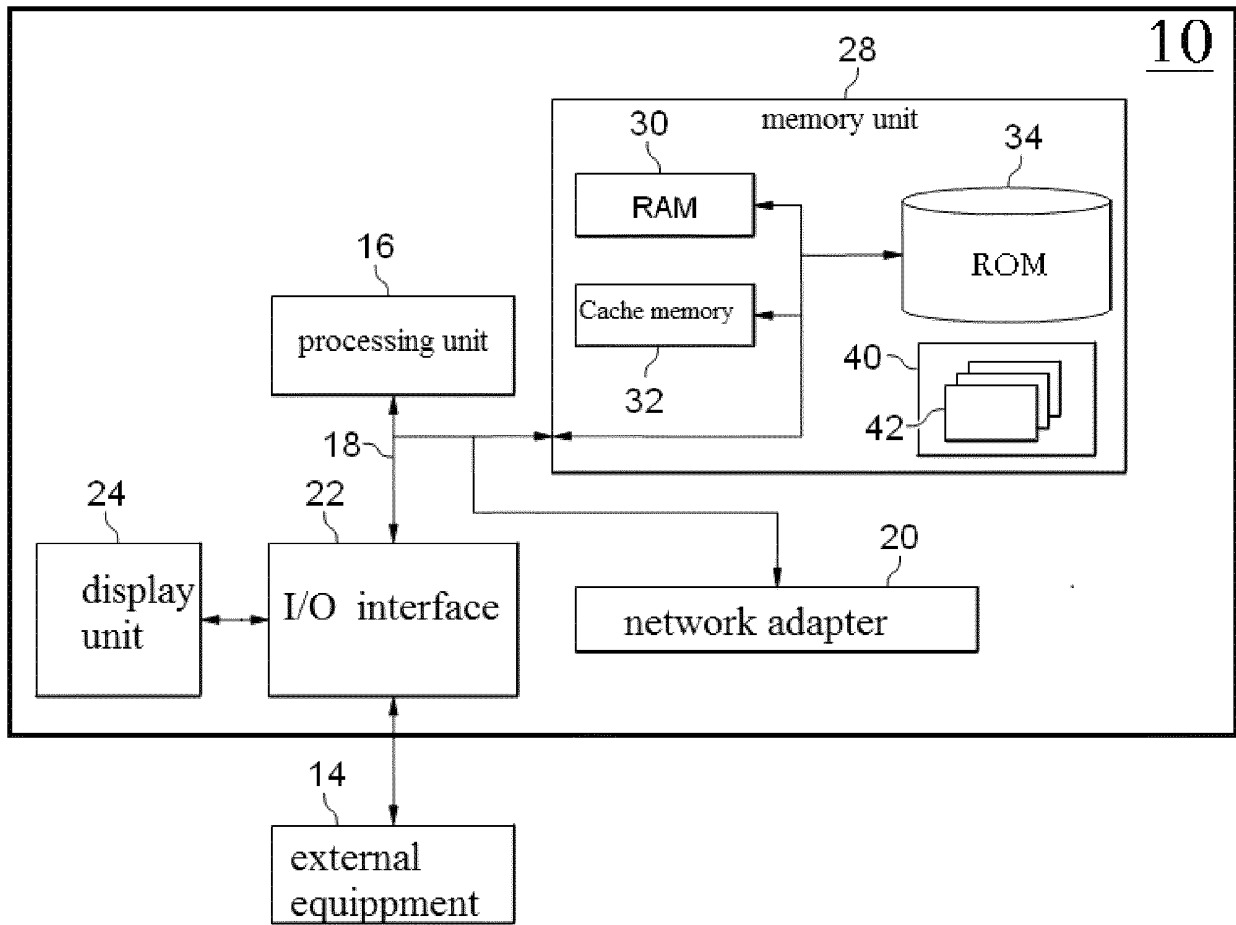 10
28
memory unit
30
RAM
34
ROM
16
processing unit
Cache memory
32
40
42
18
24
display
unit
22
I/O interface
20
network adapter
14
external
equippment